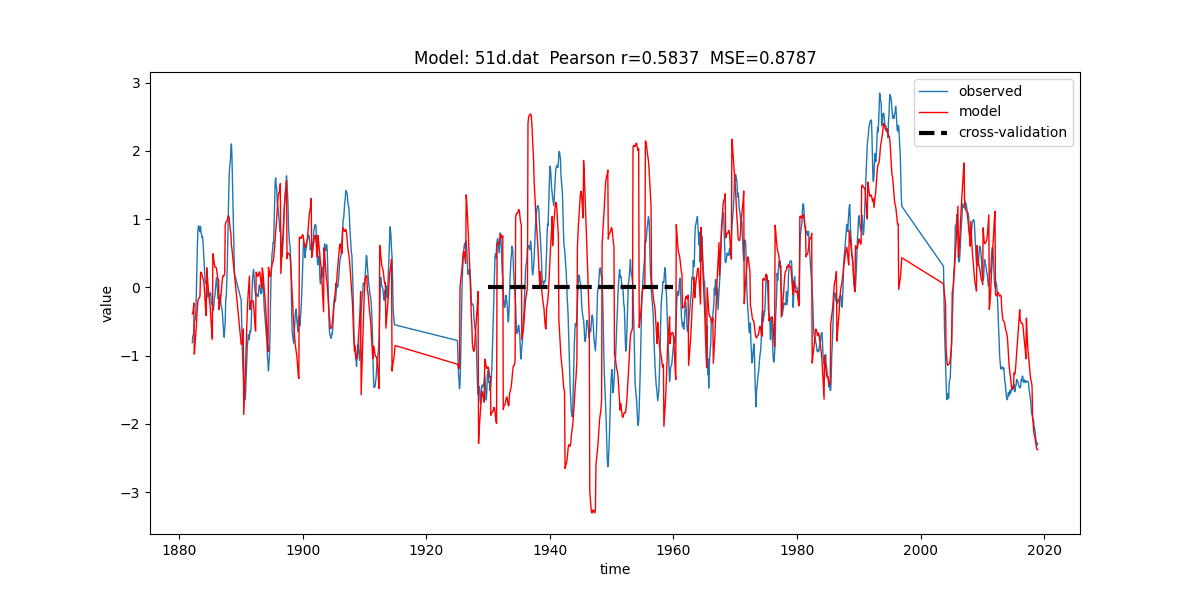 Model: 51d.dat  Pearson r=0.5837  MSE=0.8787
observed
model
cross-validation
value
3
2
1
0
−1
−2
−3
1880
1900
1920
1940
1960
1980
2000
2020
time